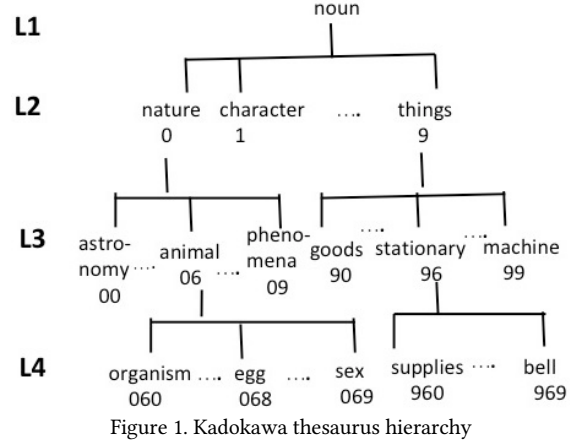 L1 noun
L2 nature character .... things
0 1 9
L3 astro-
nomy .... animal .... pheno-
mena goods .... stationary .... machine
00 06 09 90 96 99
L4 organism .... egg .... sex supplies .... bell
060 068 069 960 969
Figure 1. Kadokawa thesaurus hierarchy